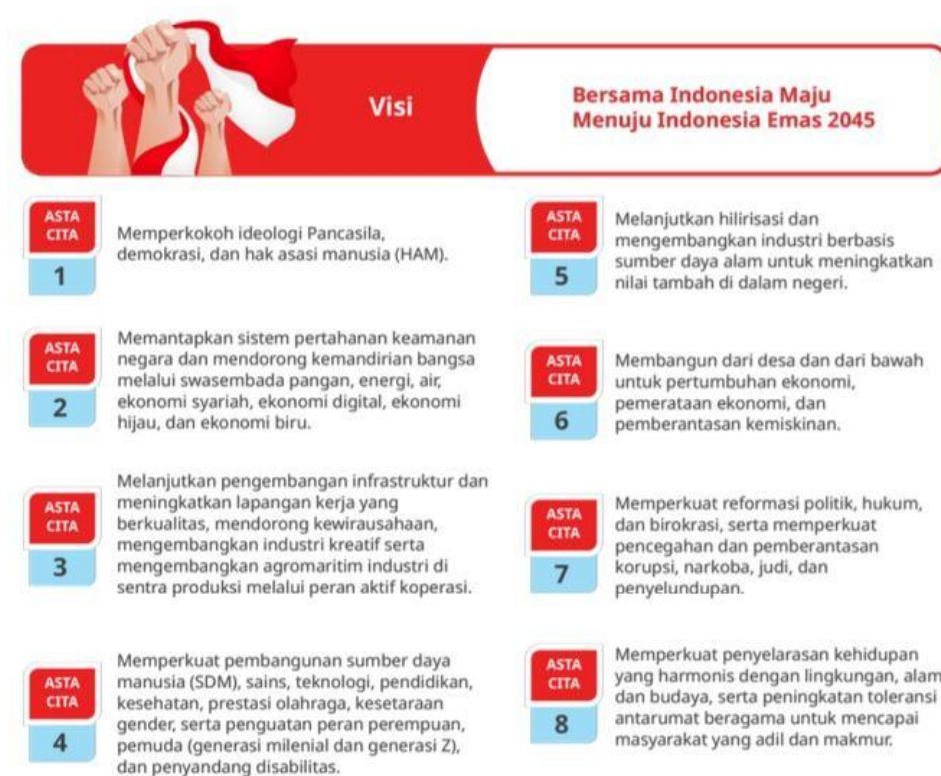 Visi
Bersama Indonesia Maju
Menuju Indonesia Emas 2045
ASTA
CITA
1
Memperkokoh ideologi Pancasila,
demokrasi, dan hak asasi manusia (HAM).
ASTA
CITA
2
Memantapkan sistem pertahanan keamanan
negara dan mendorong kemandirian bangsa
melalui swasembada pangan, energi, air,
ekonomi syariah, ekonomi digital, ekonomi
hijau, dan ekonomi biru.
ASTA
CITA
3
Melanjutkan pengembangan infrastruktur dan
meningkatkan lapangan kerja yang
berkualitas, mendorong kewirausahaan,
mengembangkan industri kreatif serta
mengembangkan agromaritim industri di
sentra produksi melalui peran aktif koperasi.
ASTA
CITA
4
Memperkuat pembangunan sumber daya
manusia (SDM), sains, teknologi, pendidikan,
kesehatan, prestasi olahraga, kesetaraan
gender, serta penguatan peran perempuan,
pemuda (generasi milenial dan generasi Z),
dan penyandang disabilitas.
ASTA
CITA
5
Melanjutkan hilirisasi dan
mengembangkan industri berbasis
sumber daya alam untuk meningkatkan
nilai tambah di dalam negeri.
ASTA
CITA
6
Membangun dari desa dan dari bawah
untuk pertumbuhan ekonomi,
pemerataan ekonomi, dan
pemberantasan kemiskinan.
ASTA
CITA
7
Memperkuat reformasi politik, hukum,
dan birokrasi, serta memperkuat
pencegahan dan pemberantasan
korupsi, narkoba, judi, dan
penyelundupan.
ASTA
CITA
8
Memperkuat penyelarasan kehidupan
yang harmonis dengan lingkungan, alam
dan budaya, serta peningkatan toleransi
antarumat beragama untuk mencapai
masyarakat yang adil dan makmur.